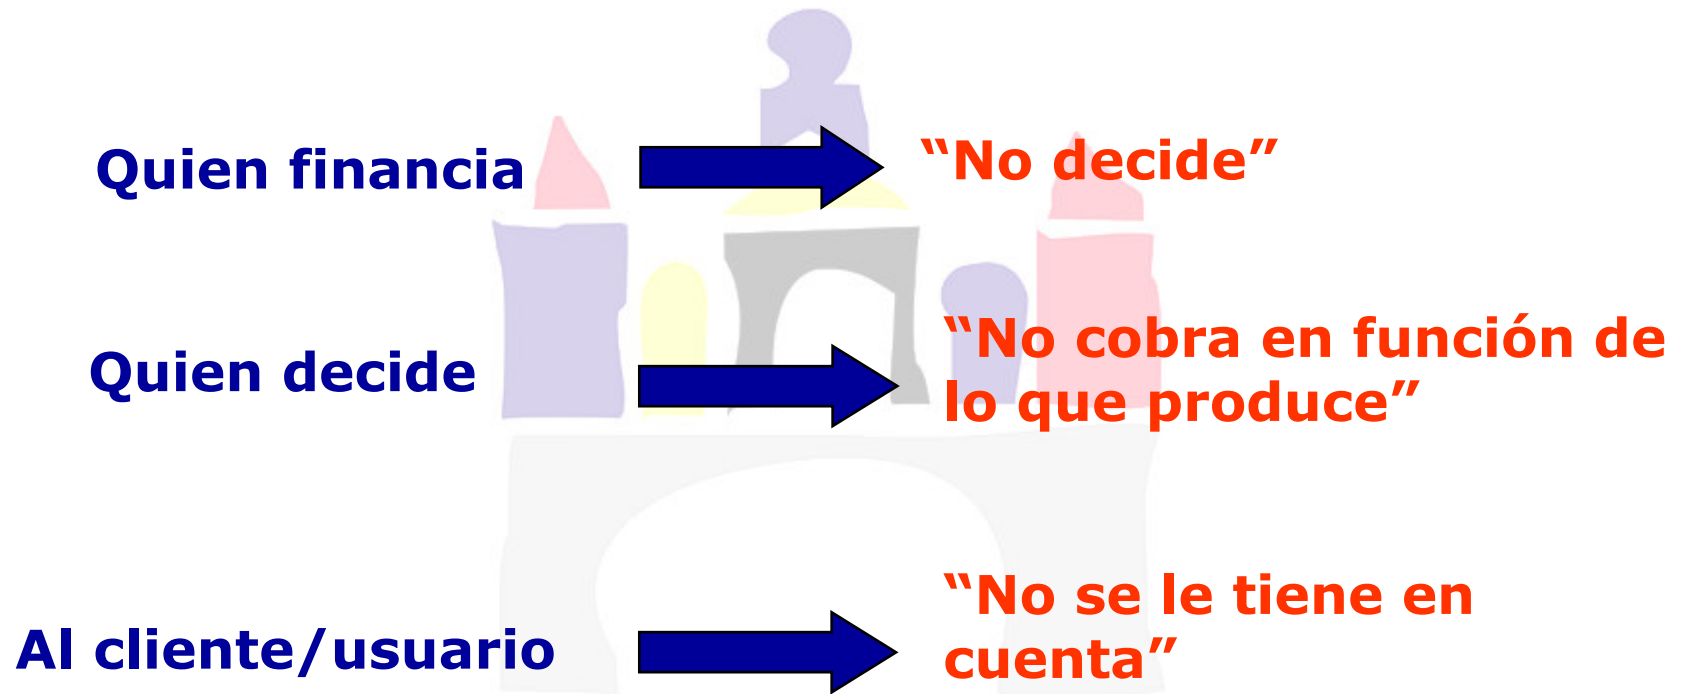 Quien financia
“No decide”
Quien decide
“No cobra en función de
lo que produce”
Al cliente/usuario
“No se le tiene en
cuenta”